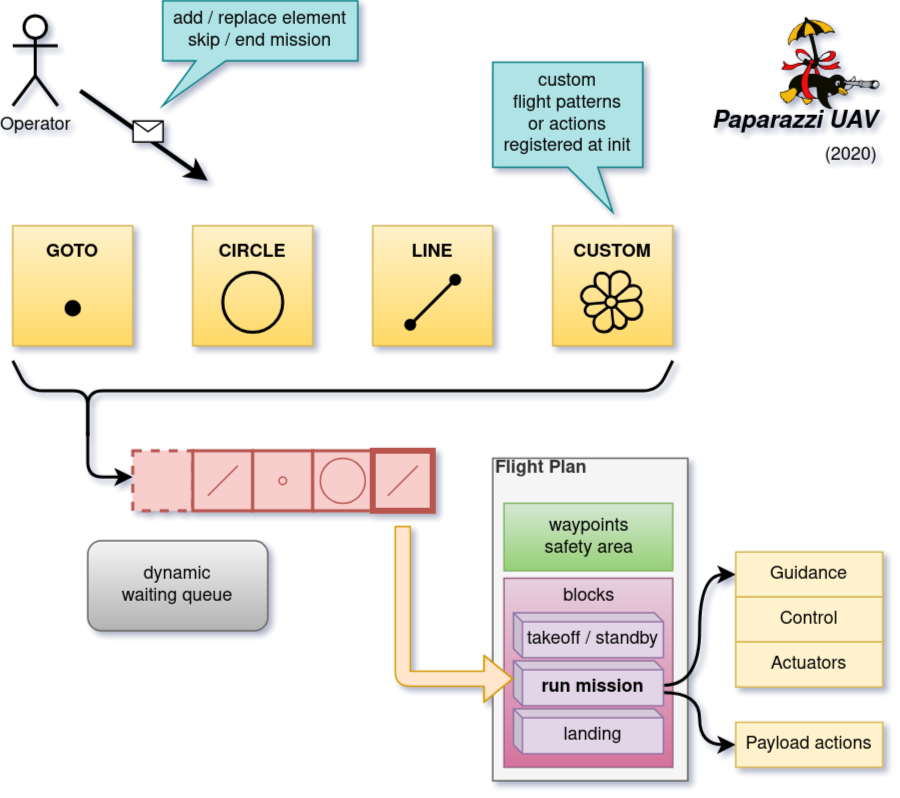 add / replace element
skip / end mission
Operator
custom
flight patterns
or actions
registered at init
Paparazzi UAV
(2020)
GOTO
CIRCLE
LINE
CUSTOM
dynamic
waiting queue
Flight Plan
waypoints
safety area
blocks
takeoff / standby
run mission
landing
Guidance
Control
Actuators
Payload actions